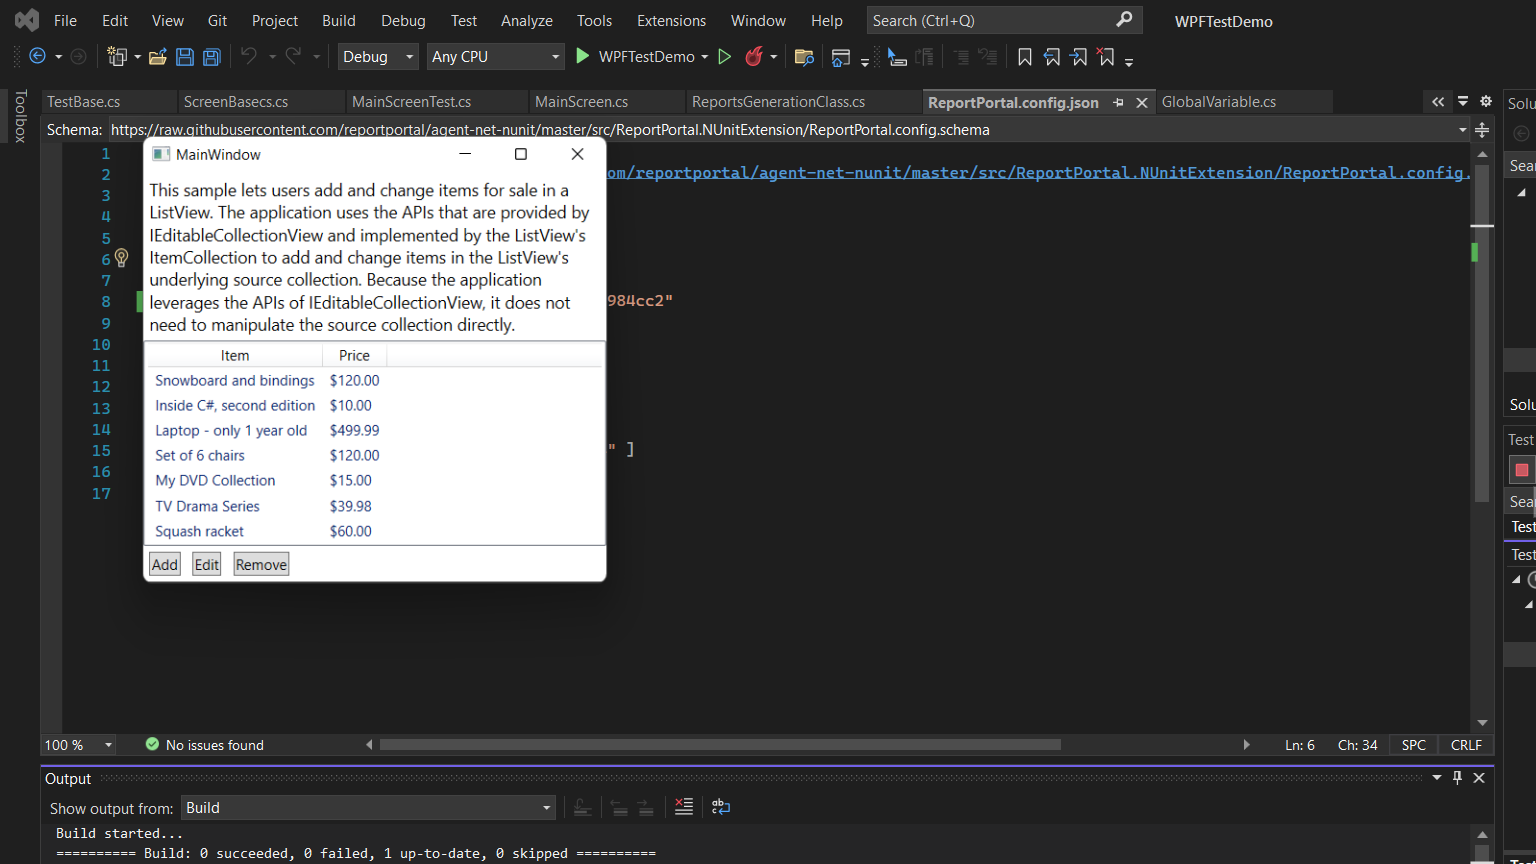 File Edit View Git Project Build Debug Test Analyze Tools Extensions Window Help Search (Ctrl+Q) WPFTestDemo
Debug Any CPU WPFTestDemo
Toolbox
TestBase.cs ScreenBasecs.cs MainScreenTest.cs MainScreen.cs ReportsGenerationClass.cs ReportPortal.config.json GlobalVariable.cs
Schema: https://raw.githubusercontent.com/reportportal/agent-net-nunit/master/src/ReportPortal.NUnitExtension/ReportPortal.config.schema
1
2 om/reportportal/agent-net-nunit/master/src/ReportPortal.NUnitExtension/ReportPortal.config.
3
4
5
6
7
8 984cc2"
9
10
11
12
13
14
15 " ]
16
17
MainWindow
This sample lets users add and change items for sale in a
ListView. The application uses the APIs that are provided by
IEditableCollectionView and implemented by the ListView's
ItemCollection to add and change items in the ListView's
underlying source collection. Because the application
leverages the APIs of IEditableCollectionView, it does not
need to manipulate the source collection directly.
Item Price
Snowboard and bindings $120.00
Inside C#, second edition $10.00
Laptop - only 1 year old $499.99
Set of 6 chairs $120.00
My DVD Collection $15.00
TV Drama Series $39.98
Squash racket $60.00
Add Edit Remove
Solu
Sear
Solu
Test
Sear
Test
Test
100 % No issues found Ln: 6 Ch: 34 SPC CRLF
Output
Show output from: Build
Build started...
========== Build: 0 succeeded, 0 failed, 1 up-to-date, 0 skipped ==========